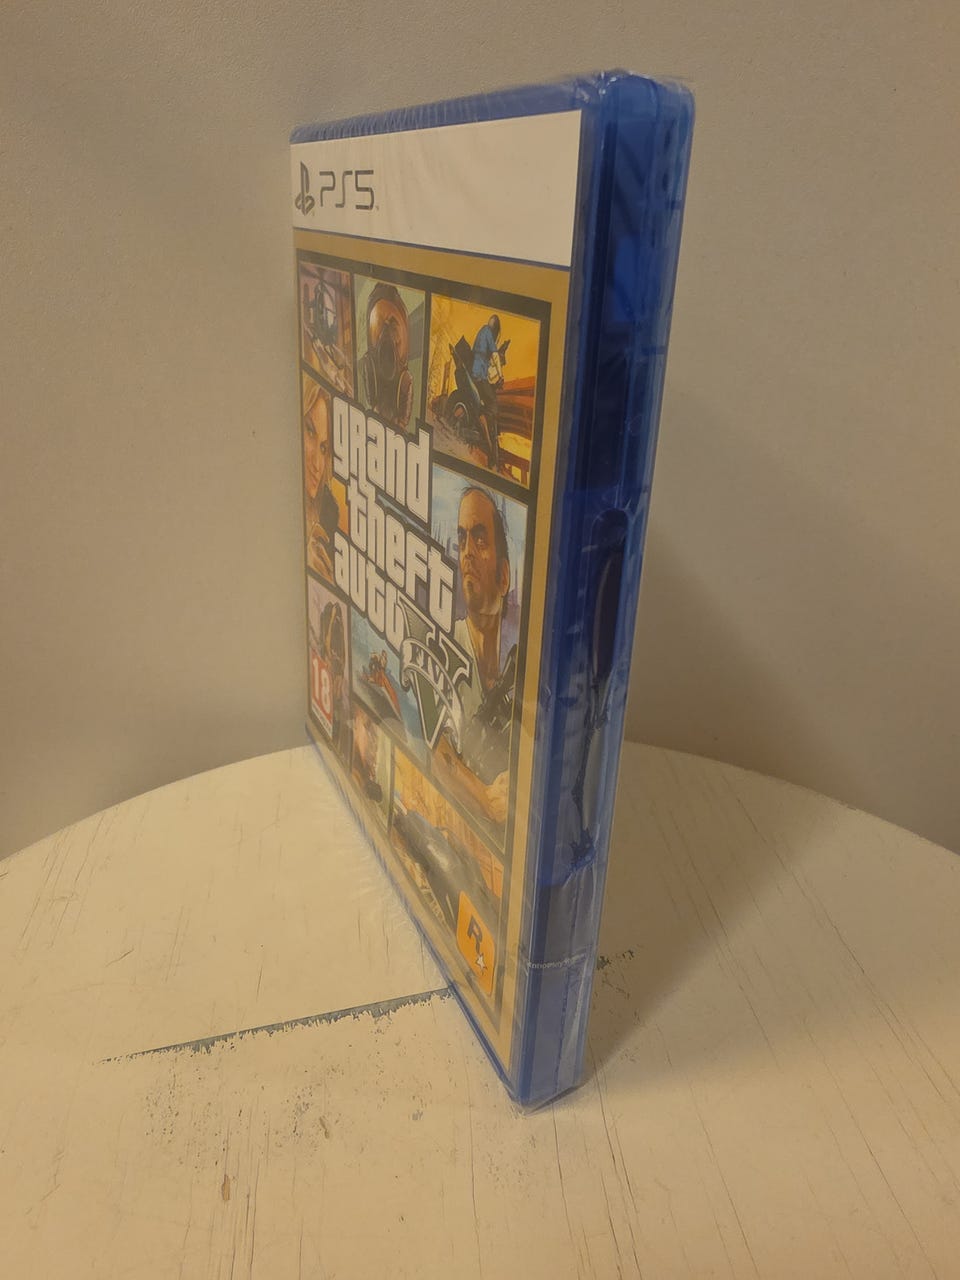 PS5
grand
theft
auto
V
FIVE
18
R